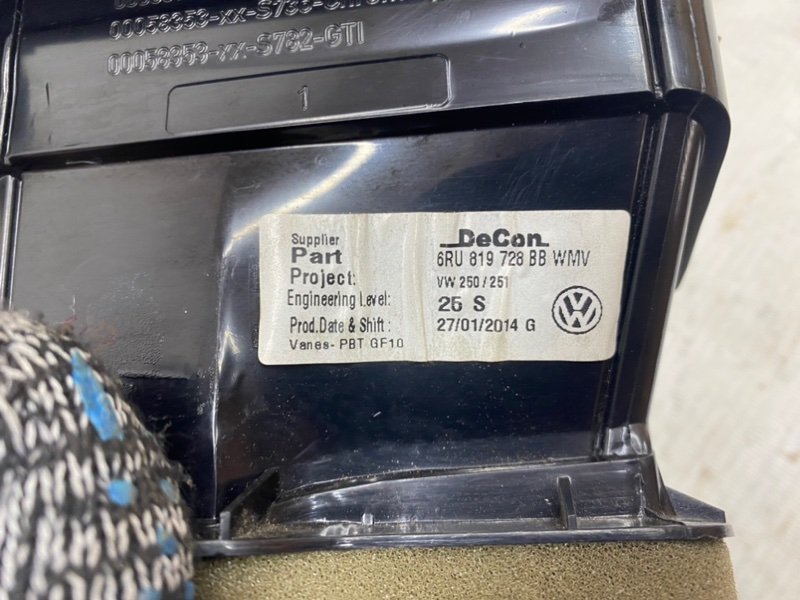 00058353-xx-S782-GTI
1
Supplier DeCon
Part 6RU 819 728 BB WMV
Project: VW 250 / 251
Engineering Level: 25 S
Prod.Date & Shift : 27/01/2014 G
Vanes- PBT GF10